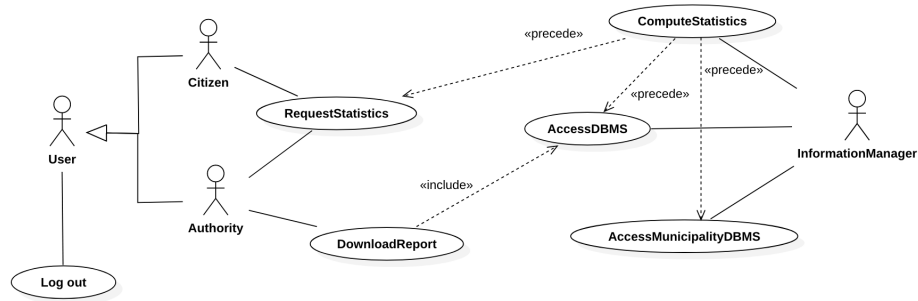 ComputeStatistics
«precede»
Citizen
«precede»
«precede»
RequestStatistics
AccessDBMS
User
InformationManager
«include»
Authority
DownloadReport
AccessMunicipalityDBMS
Log out